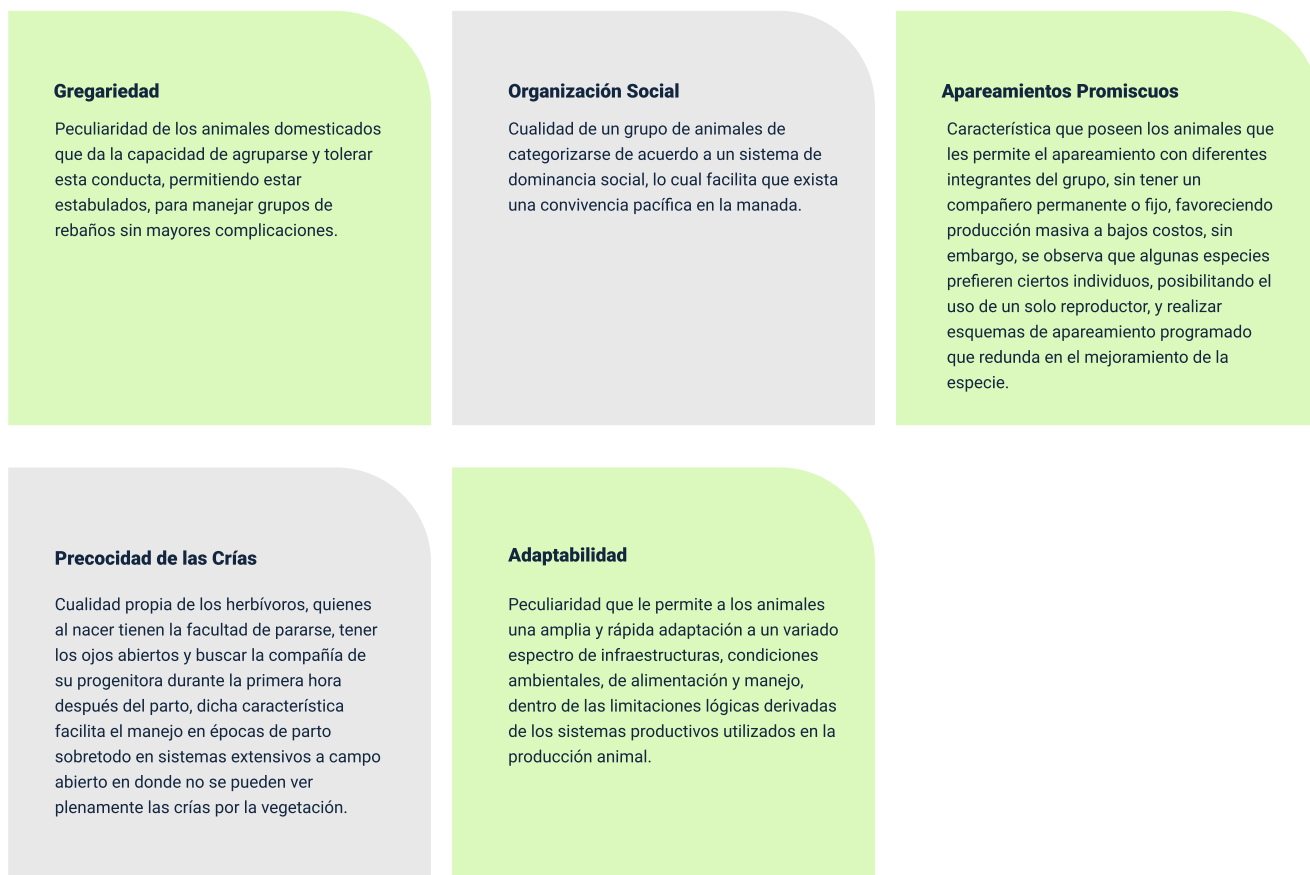 Gregariedad
Peculiaridad de los animales domesticados
que da la capacidad de agruparse y tolerar
esta conducta, permitiendo estar
estabulados, para manejar grupos de
rebaños sin mayores complicaciones.
Organización Social
Cualidad de un grupo de animales de
categorizarse de acuerdo a un sistema de
dominancia social, lo cual facilita que exista
una convivencia pacífica en la manada.
Apareamientos Promiscuos
Característica que poseen los animales que
les permite el apareamiento con diferentes
integrantes del grupo, sin tener un
compañero permanente o fijo, favoreciendo
producción masiva a bajos costos, sin
embargo, se observa que algunas especies
prefieren ciertos individuos, posibilitando el
uso de un solo reproductor, y realizar
esquemas de apareamiento programado
que redunda en el mejoramiento de la
especie.
Precocidad de las Crías
Cualidad propia de los herbívoros, quienes
al nacer tienen la facultad de pararse, tener
los ojos abiertos y buscar la compañía de
su progenitora durante la primera hora
después del parto, dicha característica
facilita el manejo en épocas de parto
sobretodo en sistemas extensivos a campo
abierto en donde no se pueden ver
plenamente las crías por la vegetación.
Adaptabilidad
Peculiaridad que le permite a los animales
una amplia y rápida adaptación a un variado
espectro de infraestructuras, condiciones
ambientales, de alimentación y manejo,
dentro de las limitaciones lógicas derivadas
de los sistemas productivos utilizados en la
producción animal.